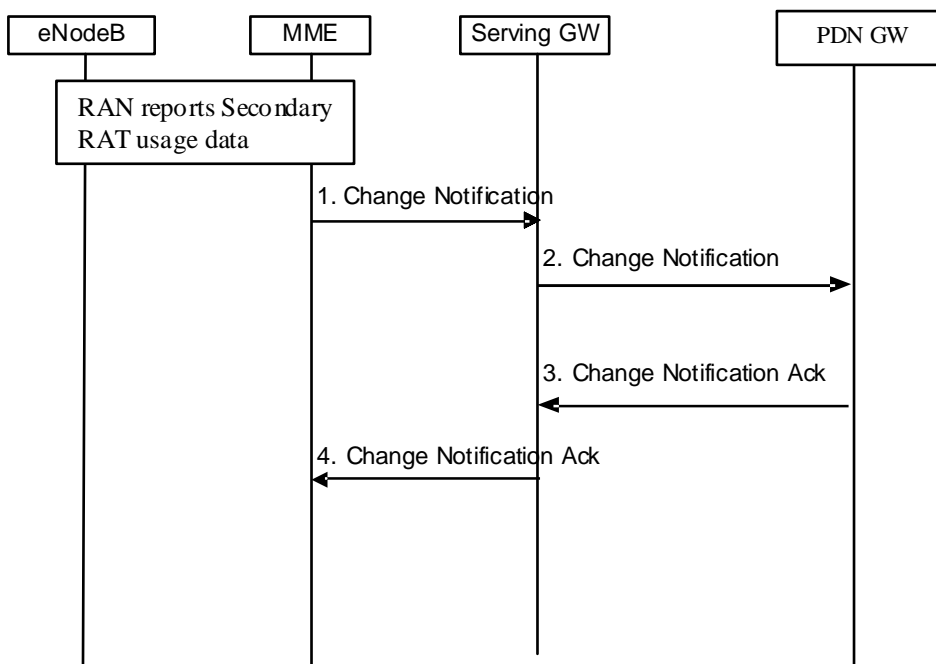 eNodeB
MME
Serving GW
PDN GW
RAN reports Secondary
RAT usage data
1. Change Notification
2. Change Notification
3. Change Notification Ack
4. Change Notification Ack